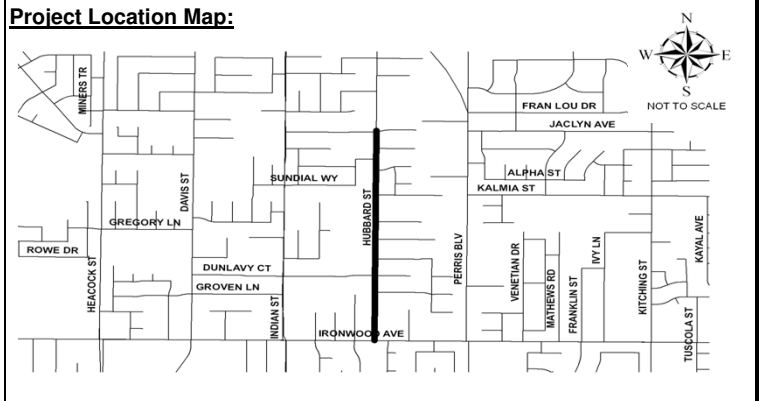 Project Location Map:
N
W E
S
NOT TO SCALE
MINERS TR
FRAN LOU DR
JACLYN AVE
ALPHA ST
SUNDIAL WY
KALMIA ST
DAVIS ST
HUBBARD ST
GREGORY LN
KAYAL AVE
ROWE DR
PERRIS BLV
VENETIAN DR
IVY LN
DUNLAVY CT
HEACOCK ST
MATHEWS RD
FRANKLIN ST
KITCHING ST
GROVEN LN
INDIAN ST
TUSCOLA ST
IRONWOOD AVE